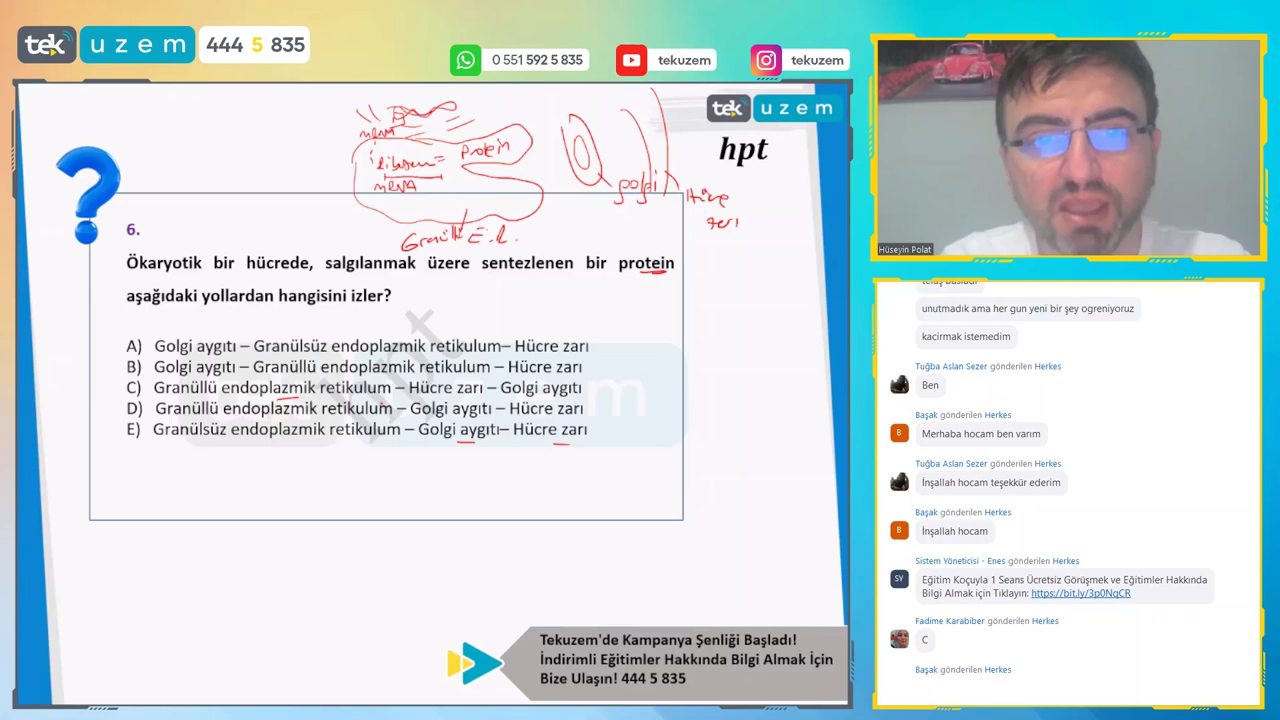 tek uzem 444 5 835
0 551 592 5 835
tekuzem
tekuzem
tek uzem
hpt
mRNA
Protein
mRNA
golgi
Hücre
zarı
Granüllü E.R.
6.
Ökaryotik bir hücrede, salgılanmak üzere sentezlenen bir protein
aşağıdaki yollardan hangisini izler?
A) Golgi aygıtı – Granülsüz endoplazmik retikulum– Hücre zarı
B) Golgi aygıtı – Granüllü endoplazmik retikulum – Hücre zarı
C) Granüllü endoplazmik retikulum – Hücre zarı – Golgi aygıtı
D) Granüllü endoplazmik retikulum – Golgi aygıtı – Hücre zarı
E) Granülsüz endoplazmik retikulum – Golgi aygıtı– Hücre zarı
hpt
Tekuzem'de Kampanya Şenliği Başladı!
İndirimli Eğitimler Hakkında Bilgi Almak İçin
Bize Ulaşın! 444 5 835
Hüseyin Polat
unutmadık ama her gun yeni bir şey ogreniyoruz
kacirmak istemedim
Tuğba Aslan Sezer gönderilen Herkes
Ben
Başak gönderilen Herkes
B
Merhaba hocam ben varım
Tuğba Aslan Sezer gönderilen Herkes
İnşallah hocam teşekkür ederim
Başak gönderilen Herkes
B
İnşallah hocam
Sistem Yöneticisi - Enes gönderilen Herkes
SY
Eğitim Koçuyla 1 Seans Ücretsiz Görüşmek ve Eğitimler Hakkında
Bilgi Almak için Tıklayın: https://bit.ly/3p0NqCR
Fadime Karabiber gönderilen Herkes
C
Başak gönderilen Herkes